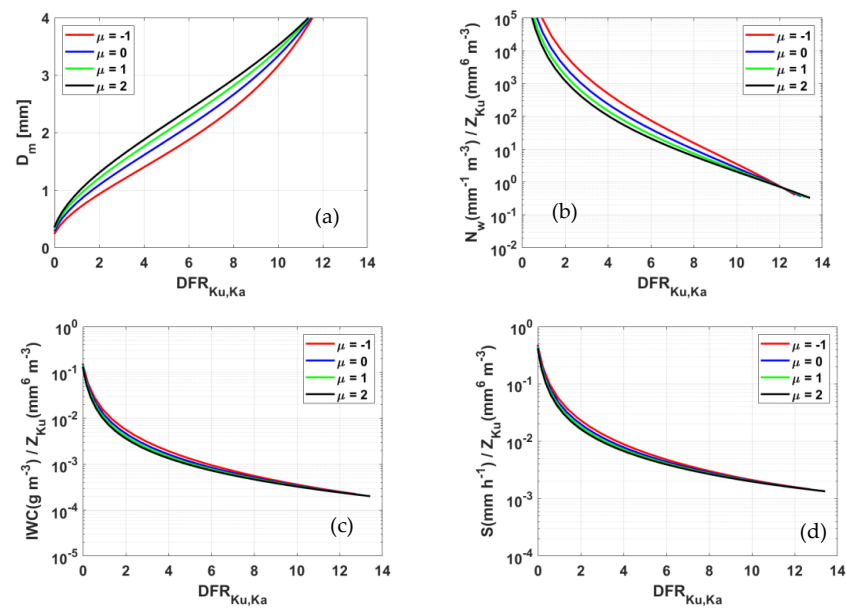 4
3
2
1
0
D_m [mm]
μ = -1
μ = 0
μ = 1
μ = 2
(a)
0 2 4 6 8 10 12 14
DFR_Ku,Ka
10^5
10^4
10^3
10^2
10^1
10^0
10^-1
10^-2
N_w(mm^-1 m^-3) / Z_Ku(mm^6 m^-3)
μ = -1
μ = 0
μ = 1
μ = 2
(b)
0 2 4 6 8 10 12 14
DFR_Ku,Ka
10^0
10^-1
10^-2
10^-3
10^-4
10^-5
IWC(g m^-3) / Z_Ku(mm^6 m^-3)
μ = -1
μ = 0
μ = 1
μ = 2
(c)
0 2 4 6 8 10 12 14
DFR_Ku,Ka
10^0
10^-1
10^-2
10^-3
10^-4
S(mm h^-1) / Z_Ku(mm^6 m^-3)
μ = -1
μ = 0
μ = 1
μ = 2
(d)
0 2 4 6 8 10 12 14
DFR_Ku,Ka